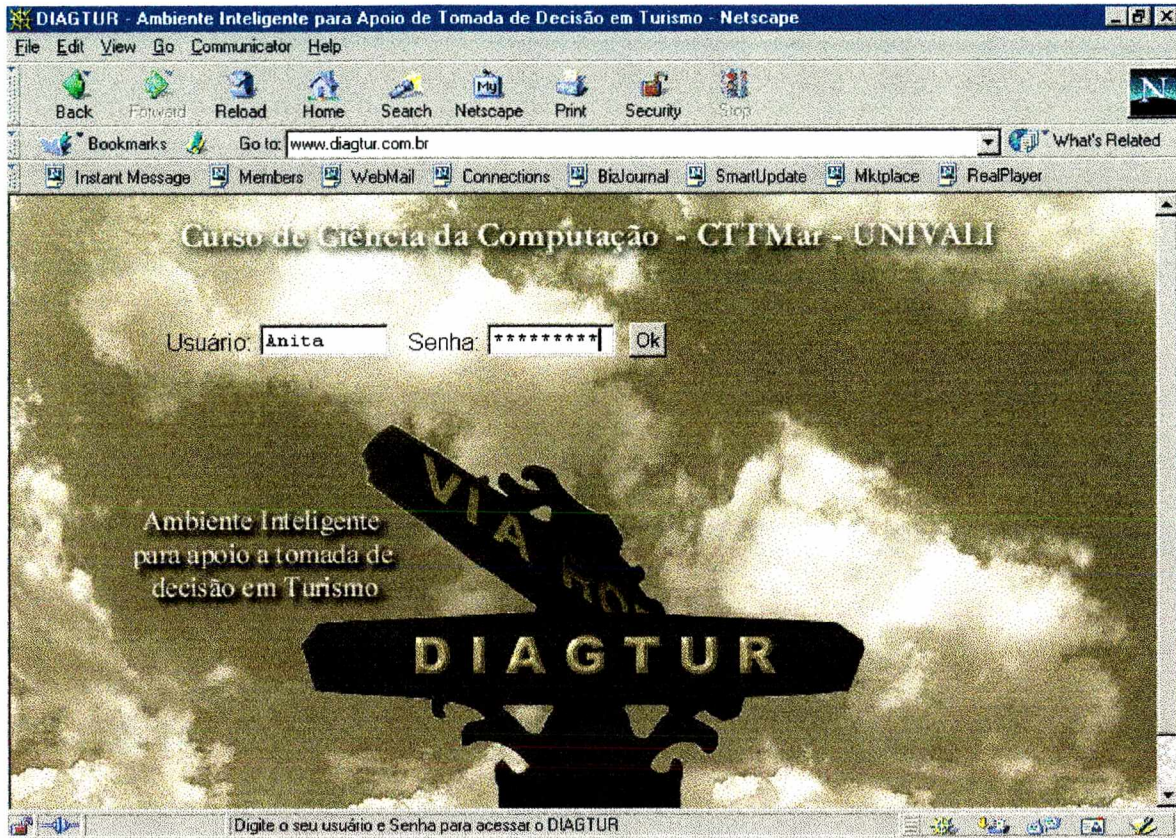 DIAGTUR - Ambiente Inteligente para Apoio de Tomada de Decisão em Turismo - Netscape
File Edit View Go Communicator Help
Back Forward Reload Home Search Netscape Print Security Stop
My
N
Bookmarks Go to: www.diagtur.com.br What's Related
Instant Message Members WebMail Connections BizJournal SmartUpdate Mktplace RealPlayer
Curso de Ciência da Computação - CTTMar - UNIVALI
Usuário: Anita Senha: ********* Ok
VIA
Ambiente Inteligente
para apoio a tomada de
decisão em Turismo
DIAGTUR
Digite o seu usuário e Senha para acessar o DIAGTUR